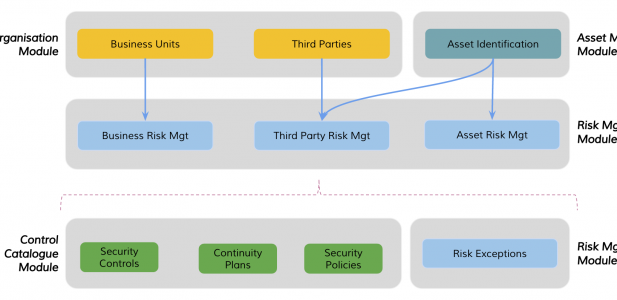 Module
Business Units
Third Parties
Asset Identification
Asset M
Module
Business Risk Mgt
Third Party Risk Mgt
Asset Risk Mgt
Risk Mg
Module
Control
Catalogue
Module
Security
Controls
Continuity
Plans
Security
Policies
Risk Exceptions
Risk Mg
Module